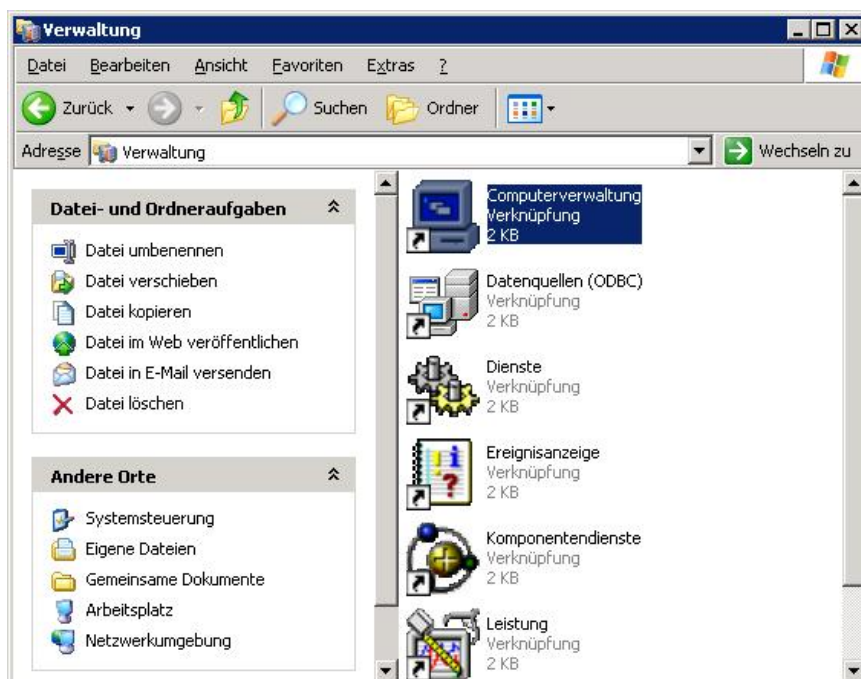 Verwaltung
Datei Bearbeiten Ansicht Favoriten Extras ?
Zurück Suchen Ordner
Adresse Verwaltung Wechseln zu
Datei- und Ordneraufgaben
Datei umbenennen
Datei verschieben
Datei kopieren
Datei im Web veröffentlichen
Datei in E-Mail versenden
Datei löschen
Andere Orte
Systemsteuerung
Eigene Dateien
Gemeinsame Dokumente
Arbeitsplatz
Netzwerkumgebung
Computerverwaltung
Verknüpfung
2 KB
Datenquellen (ODBC)
Verknüpfung
2 KB
Dienste
Verknüpfung
2 KB
Ereignisanzeige
Verknüpfung
2 KB
Komponentendienste
Verknüpfung
2 KB
Leistung
Verknüpfung
2 KB